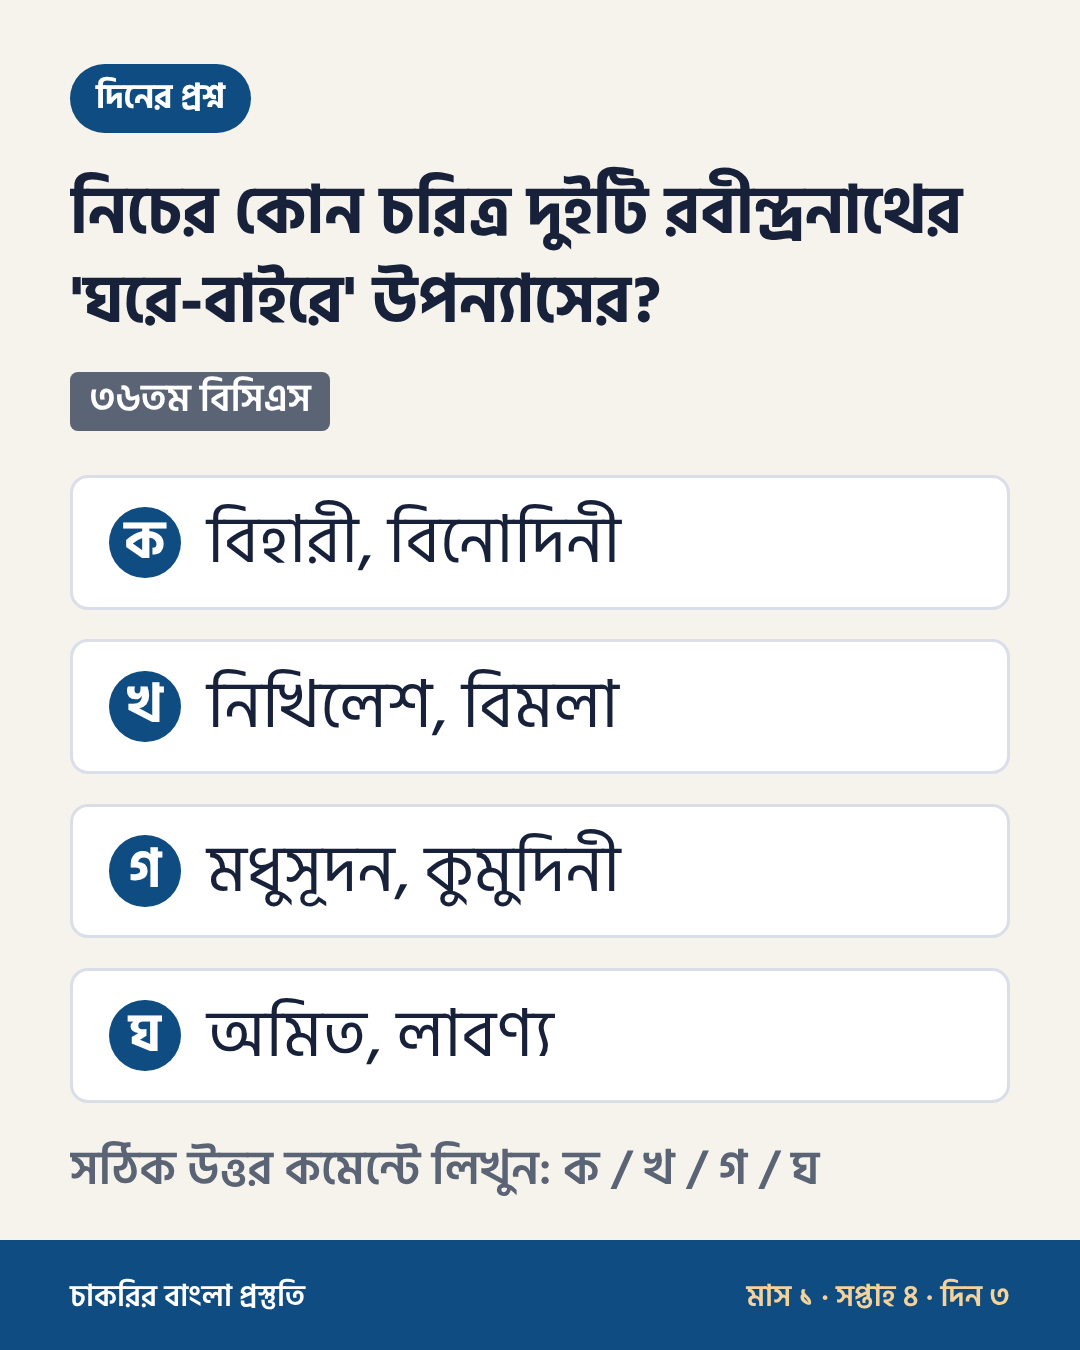 দিনের প্রশ্ন
নিচের কোন চরিত্র দুইটি রবীন্দ্রনাথের
'ঘরে-বাইরে' উপন্যাসের?
৩৬তম বিসিএস
ক বিহারী, বিনোদিনী
খ নিখিলেশ, বিমলা
গ মধুসূদন, কুমুদিনী
ঘ অমিত, লাবণ্য
সঠিক উত্তর কমেন্টে লিখুন: ক / খ / গ / ঘ
চাকরির বাংলা প্রস্তুতি
মাস ১ · সপ্তাহ ৪ · দিন ৩